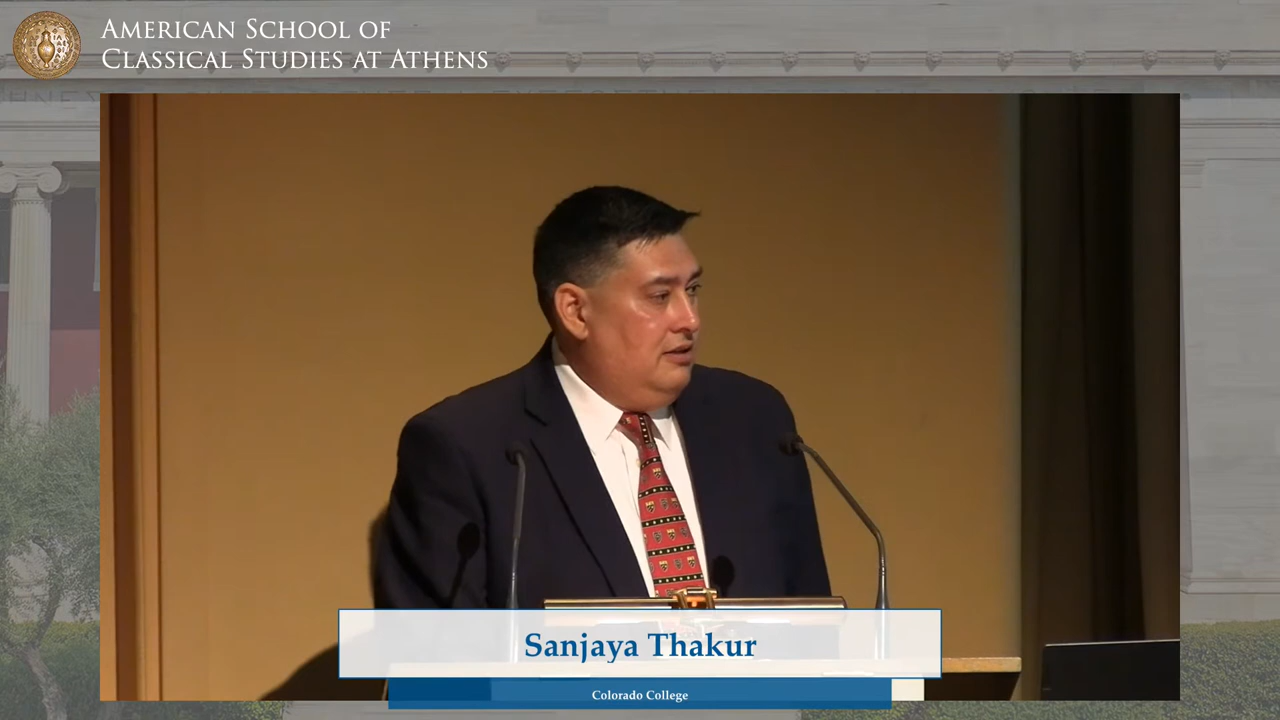 AMERICAN SCHOOL OF
CLASSICAL STUDIES AT ATHENS
Sanjaya Thakur
Colorado College